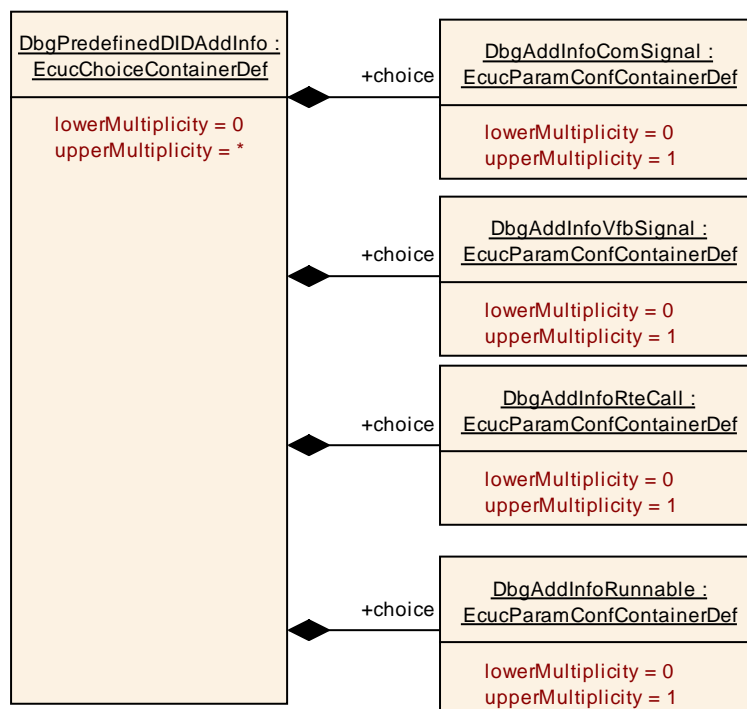 DbgPredefinedDIDAddInfo :
EcucChoiceContainerDef
lowerMultiplicity = 0
upperMultiplicity = *
+choice
DbgAddInfoComSignal :
EcucParamConfContainerDef
lowerMultiplicity = 0
upperMultiplicity = 1
+choice
DbgAddInfoVfbSignal :
EcucParamConfContainerDef
lowerMultiplicity = 0
upperMultiplicity = 1
+choice
DbgAddInfoRteCall :
EcucParamConfContainerDef
lowerMultiplicity = 0
upperMultiplicity = 1
+choice
DbgAddInfoRunnable :
EcucParamConfContainerDef
lowerMultiplicity = 0
upperMultiplicity = 1